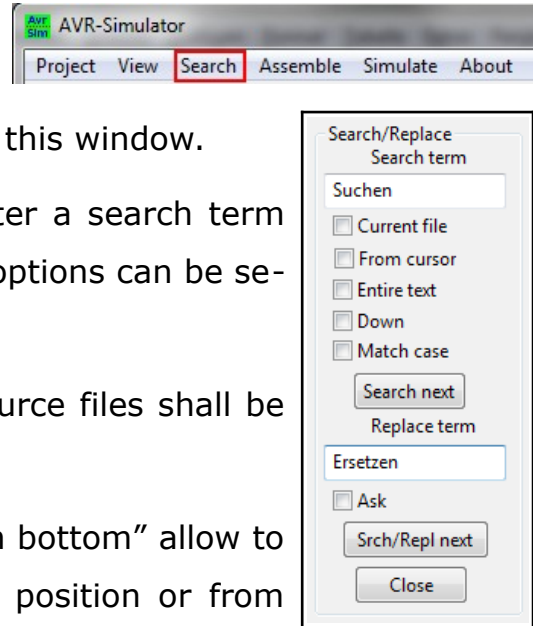 Avr Sim AVR-Simulator
Project View Search Assemble Simulate About
this window.
ter a search term
options can be se-
urce files shall be
bottom” allow to
position or from
Search/Replace
Search term
Suchen
Current file
From cursor
Entire text
Down
Match case
Search next
Replace term
Ersetzen
Ask
Srch/Repl next
Close